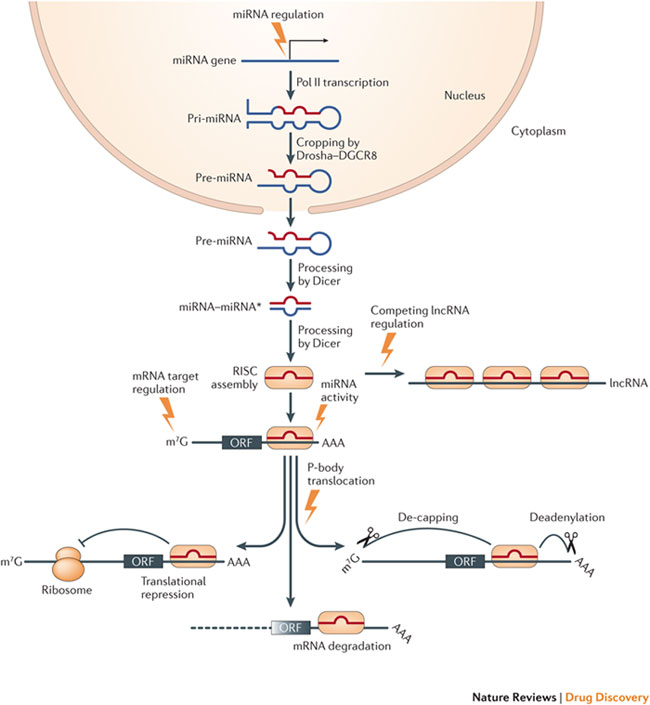 miRNA regulation
miRNA gene
Pol II transcription
Nucleus
Pri-miRNA
Cytoplasm
Cropping by
Drosha–DGCR8
Pre-miRNA
Pre-miRNA
Processing
by Dicer
miRNA–miRNA*
Competing lncRNA
regulation
Processing
by Dicer
mRNA target
regulation
RISC
assembly
miRNA
activity
lncRNA
m⁷G
ORF
AAA
P-body
translocation
De-capping
Deadenylation
m⁷G
ORF
AAA
Ribosome
Translational
repression
m⁷G
ORF
AAA
ORF
AAA
mRNA degradation
Nature Reviews | Drug Discovery